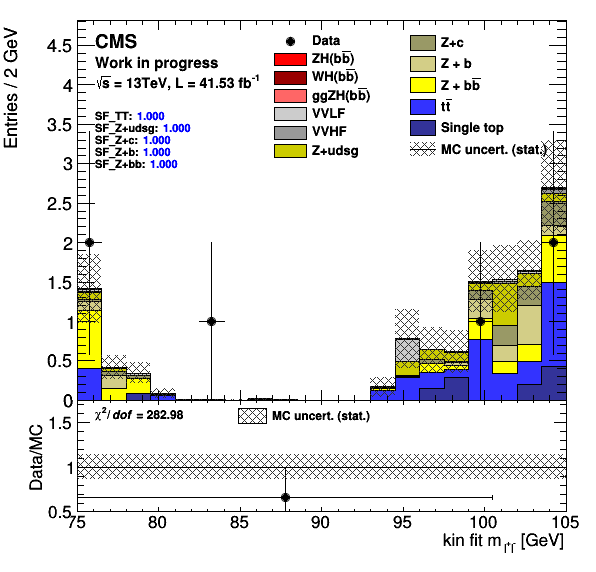 Entries / 2 GeV
4.5
4
3.5
3
2.5
2
1.5
1
0.5
0
CMS
Work in progress
√s = 13TeV, L = 41.53 fb⁻¹
SF_TT: 1.000
SF_Z+udsg: 1.000
SF_Z+c: 1.000
SF_Z+b: 1.000
SF_Z+bb: 1.000
Data
ZH(bb̅)
WH(bb̅)
ggZH(bb̅)
VVLF
VVHF
Z+udsg
Z+c
Z + b
Z + bb̅
tt̅
Single top
MC uncert. (stat.)
Data/MC
1.5
1
0.5
χ²/dof = 282.98
MC uncert. (stat.)
75 80 85 90 95 100 105
kin fit m_l⁺l⁻ [GeV]